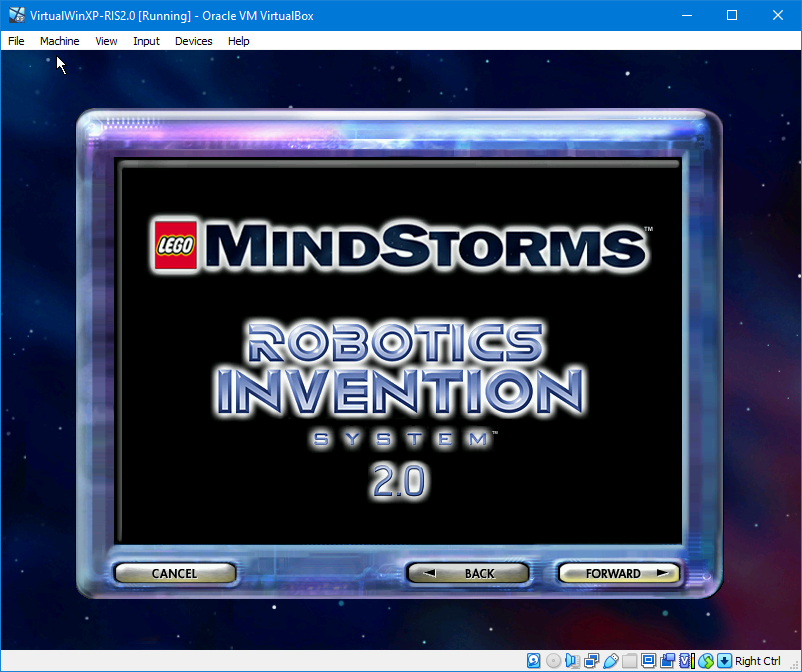 VirtualWinXP-RIS2.0 [Running] - Oracle VM VirtualBox
File Machine View Input Devices Help
LEGO MINDSTORMS™
ROBOTICS
INVENTION
SYSTEM™
2.0
CANCEL BACK FORWARD
Right Ctrl